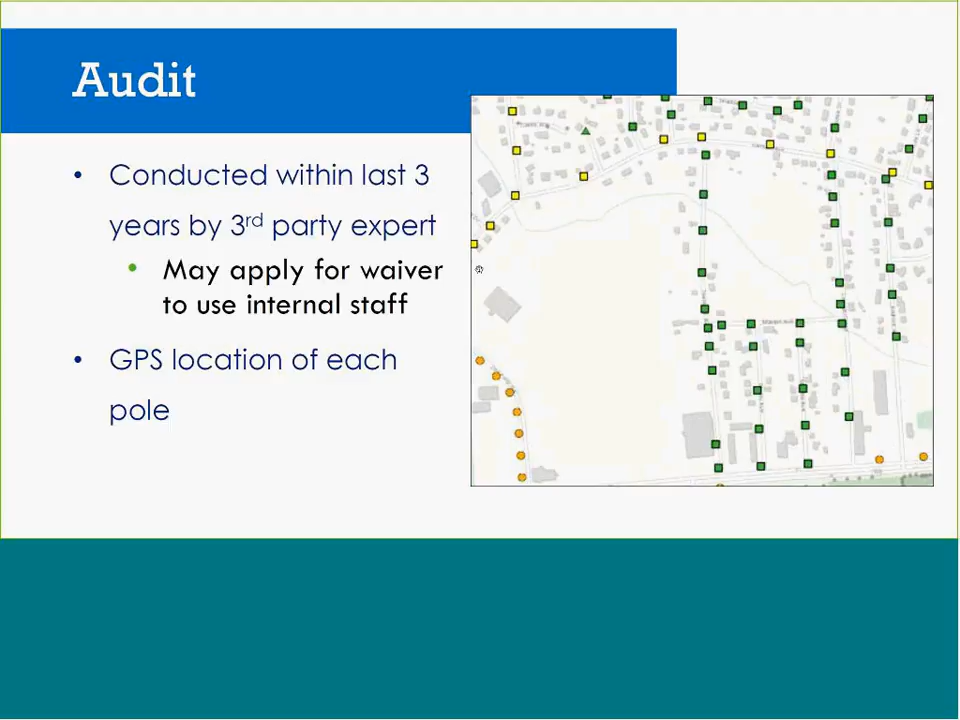 Audit
• Conducted within last 3
years by 3rd party expert
• May apply for waiver
to use internal staff
• GPS location of each
pole